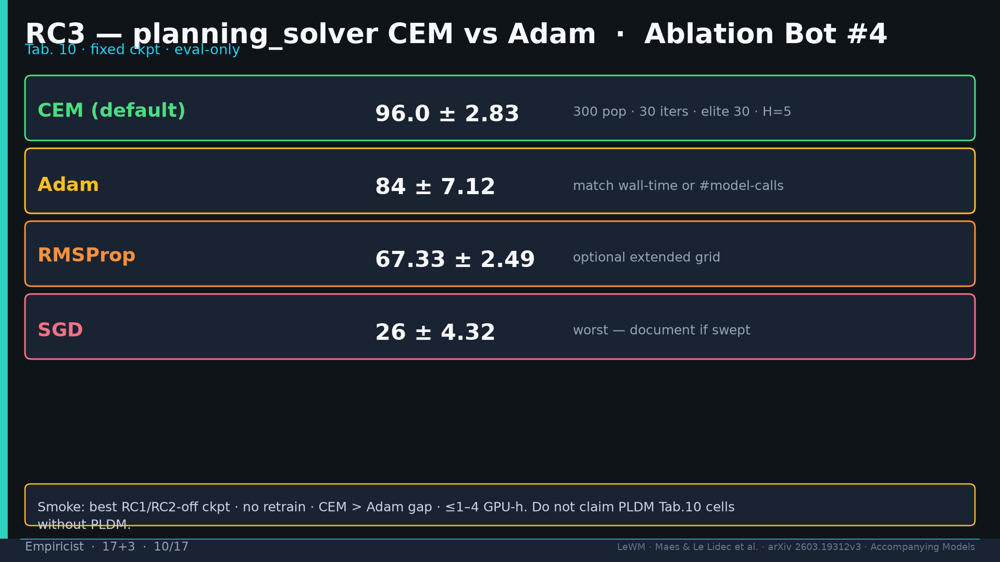 RC3 — planning_solver CEM vs Adam · Ablation Bot #4
Tab. 10 · fixed ckpt · eval-only
CEM (default)
96.0 ± 2.83
300 pop · 30 iters · elite 30 · H=5
Adam
84 ± 7.12
match wall-time or #model-calls
RMSProp
67.33 ± 2.49
optional extended grid
SGD
26 ± 4.32
worst — document if swept
Smoke: best RC1/RC2-off ckpt · no retrain · CEM > Adam gap · ≤1–4 GPU-h. Do not claim PLDM Tab.10 cells
without PLDM.
Empiricist · 17+3 · 10/17
LeWM · Maes & Le Lidec et al. · arXiv 2603.19312v3 · Accompanying Models